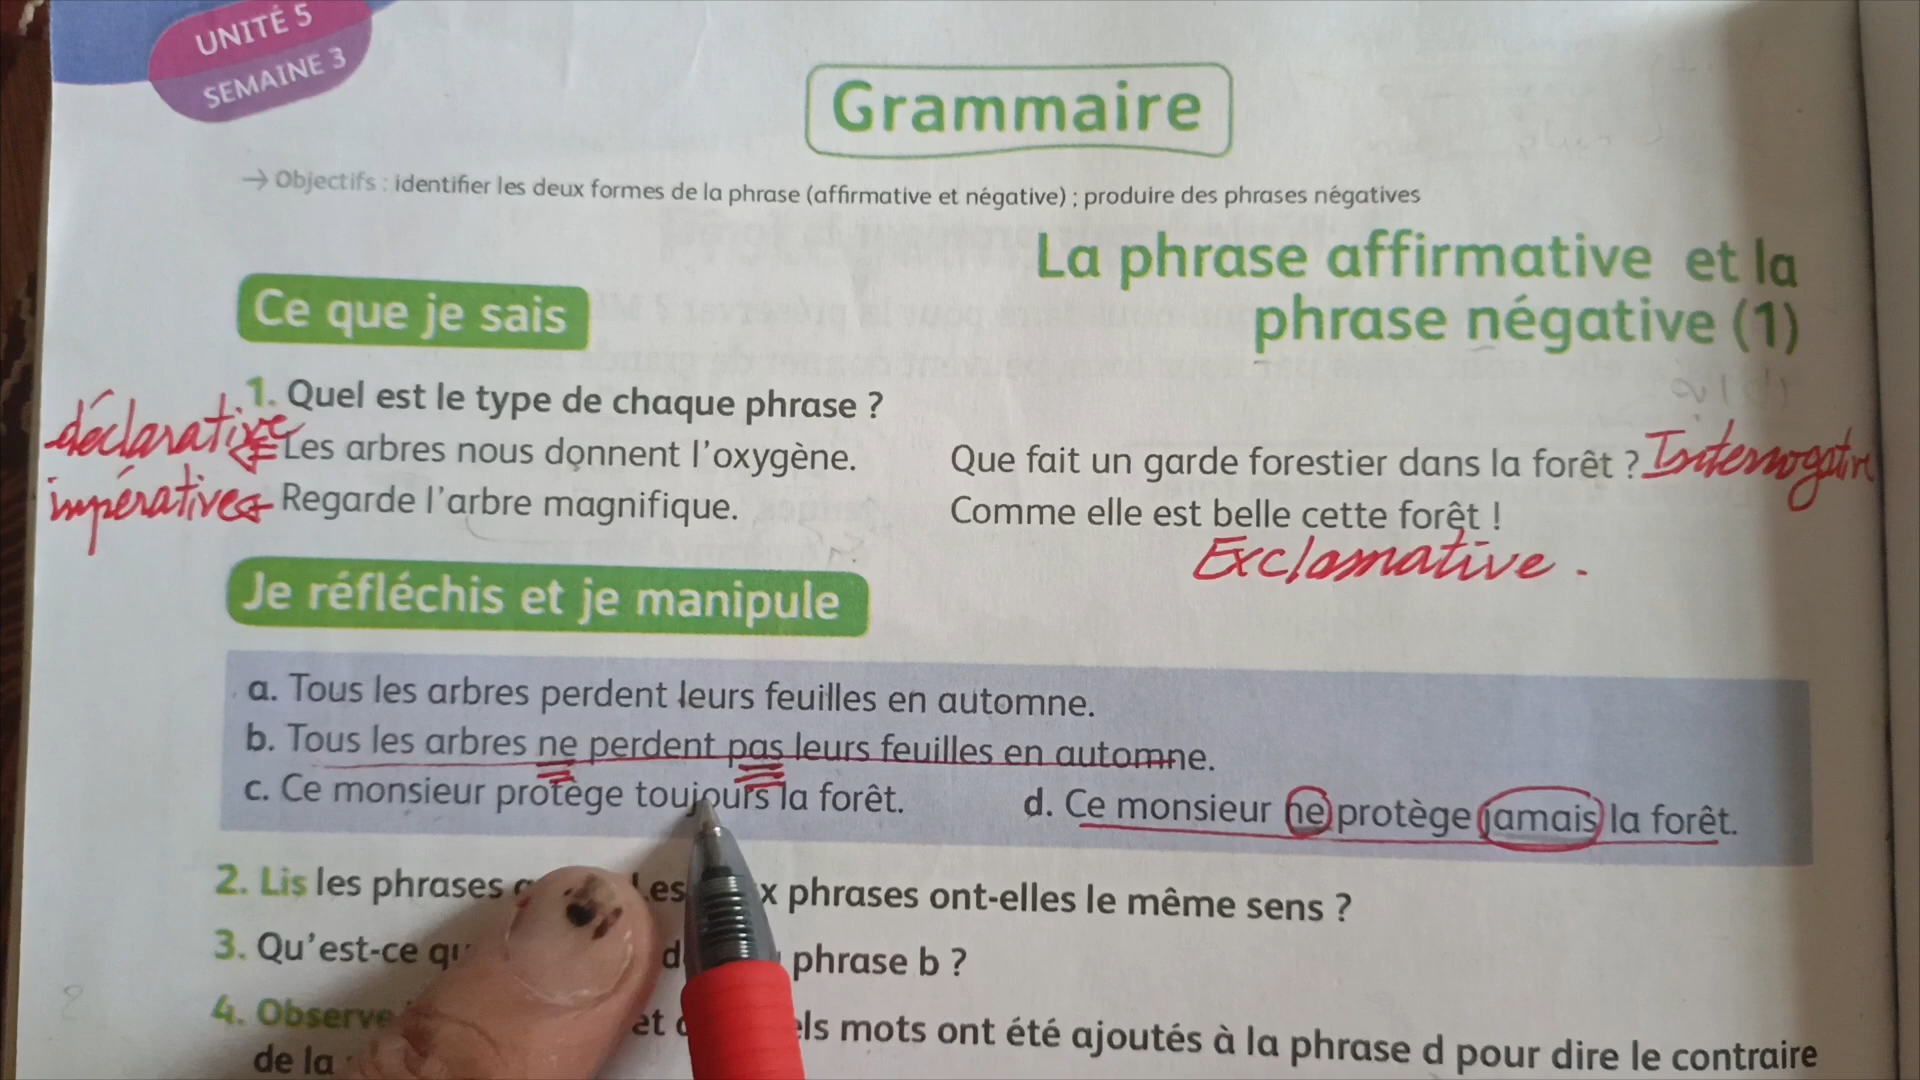 UNITÉ 5
SEMAINE 3
Grammaire
→ Objectifs : identifier les deux formes de la phrase (affirmative et négative) ; produire des phrases négatives
La phrase affirmative et la
phrase négative (1)
Ce que je sais
1. Quel est le type de chaque phrase ?
déclarative Les arbres nous donnent l'oxygène. Que fait un garde forestier dans la forêt ? Interrogative
impérative Regarde l'arbre magnifique. Comme elle est belle cette forêt !
Exclamative.
Je réfléchis et je manipule
a. Tous les arbres perdent leurs feuilles en automne.
b. Tous les arbres ne perdent pas leurs feuilles en automne.
c. Ce monsieur protège toujours la forêt. d. Ce monsieur ne protège jamais la forêt.
2. Lis les phrases phrases ont-elles le même sens ?
3. Qu'est-ce phrase b ?
4. Observe et mots ont été ajoutés à la phrase d pour dire le contraire
de la